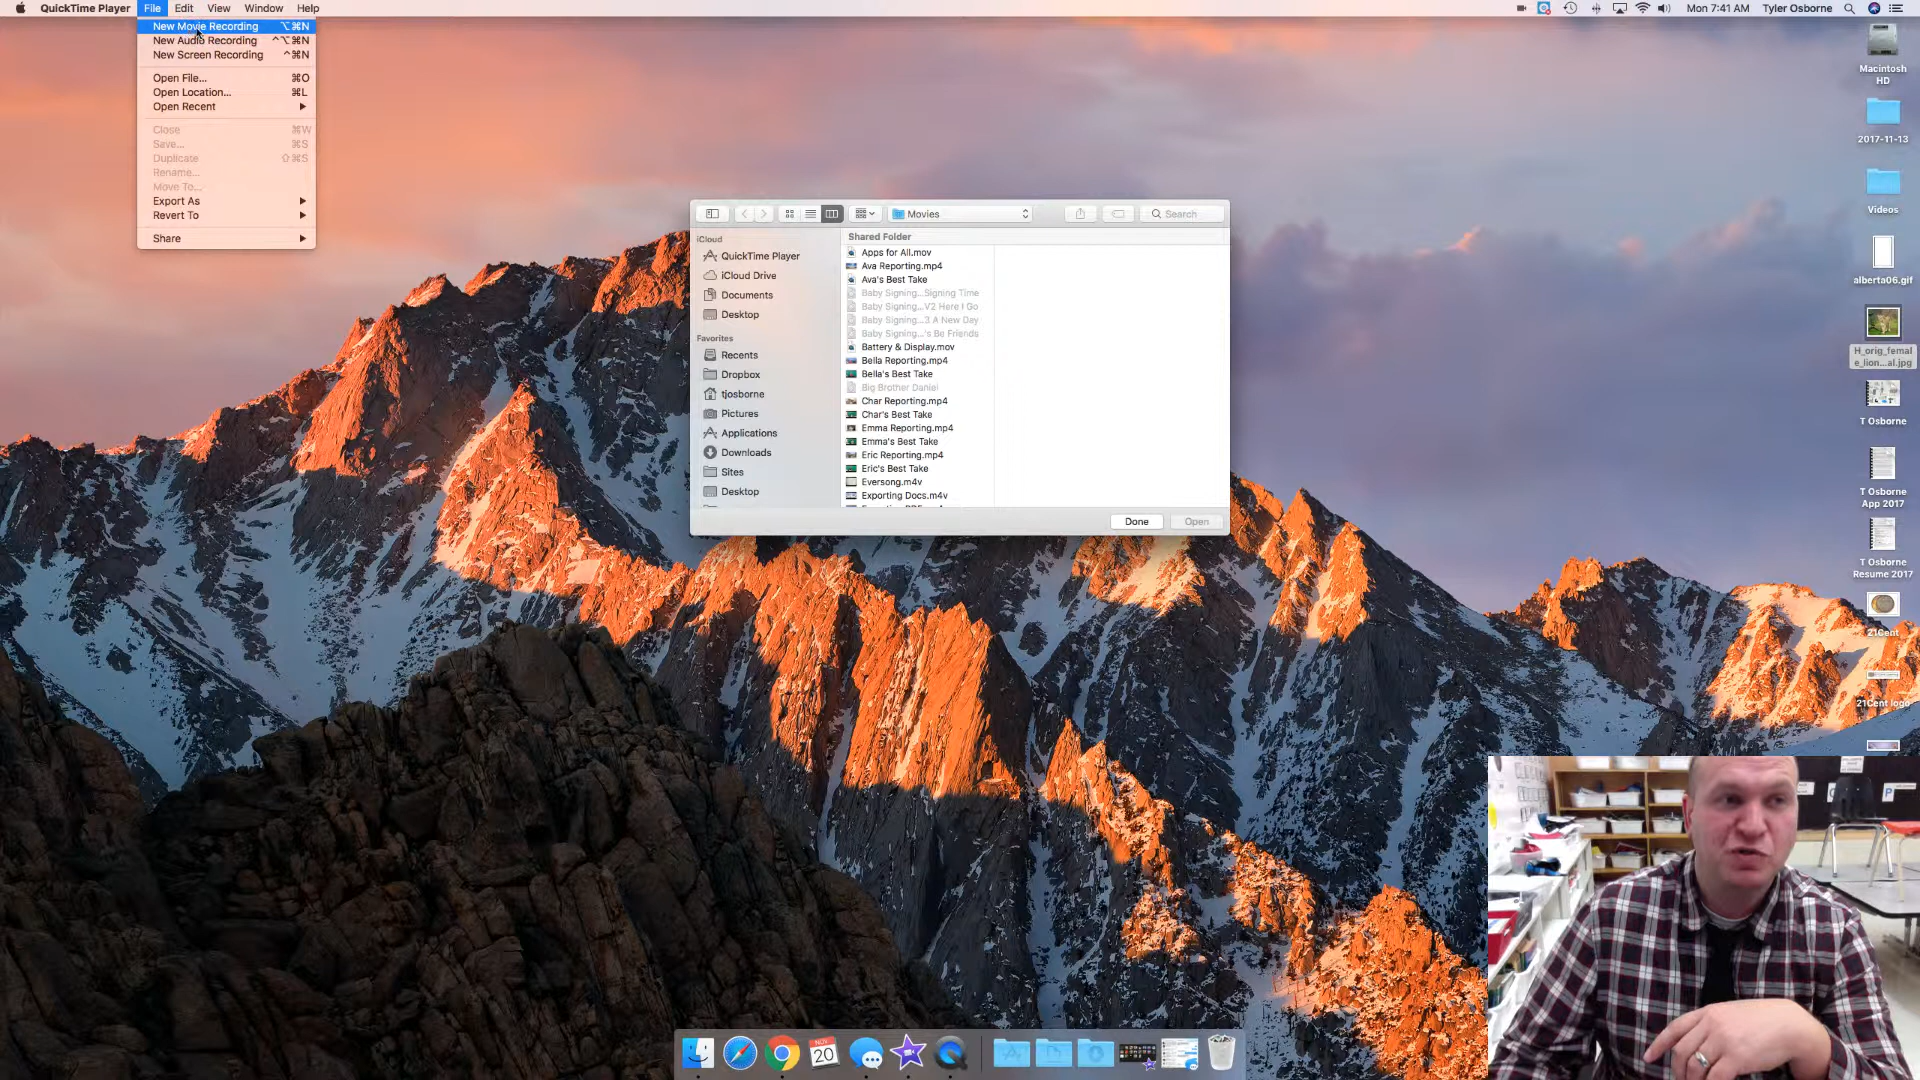 QuickTime Player File Edit View Window Help
Mon 7:41 AM Tyler Osborne
New Movie Recording ⌥⌘N
New Audio Recording ⌃⌥⌘N
New Screen Recording ⌃⌘N
Open File... ⌘O
Open Location... ⌘L
Open Recent
Close ⌘W
Save... ⌘S
Duplicate ⇧⌘S
Rename...
Move To...
Export As
Revert To
Share
Movies
Search
iCloud
QuickTime Player
iCloud Drive
Documents
Desktop
Favorites
Recents
Dropbox
tjosborne
Pictures
Applications
Downloads
Sites
Desktop
Shared Folder
Apps for All.mov
Ava Reporting.mp4
Ava's Best Take
Baby Signing...Signing Time
Baby Signing...V2 Here I Go
Baby Signing...3 A New Day
Baby Signing...'s Be Friends
Battery & Display.mov
Bella Reporting.mp4
Bella's Best Take
Big Brother Daniel
Char Reporting.mp4
Char's Best Take
Emma Reporting.mp4
Emma's Best Take
Eric Reporting.mp4
Eric's Best Take
Eversong.m4v
Exporting Docs.m4v
Done
Open
Macintosh
HD
2017-11-13
Videos
alberta06.gif
H_orig_femal
e_lion...al.jpg
T Osborne
T Osborne
App 2017
T Osborne
Resume 2017
21Cent
21Cent logo
NOV
20
P